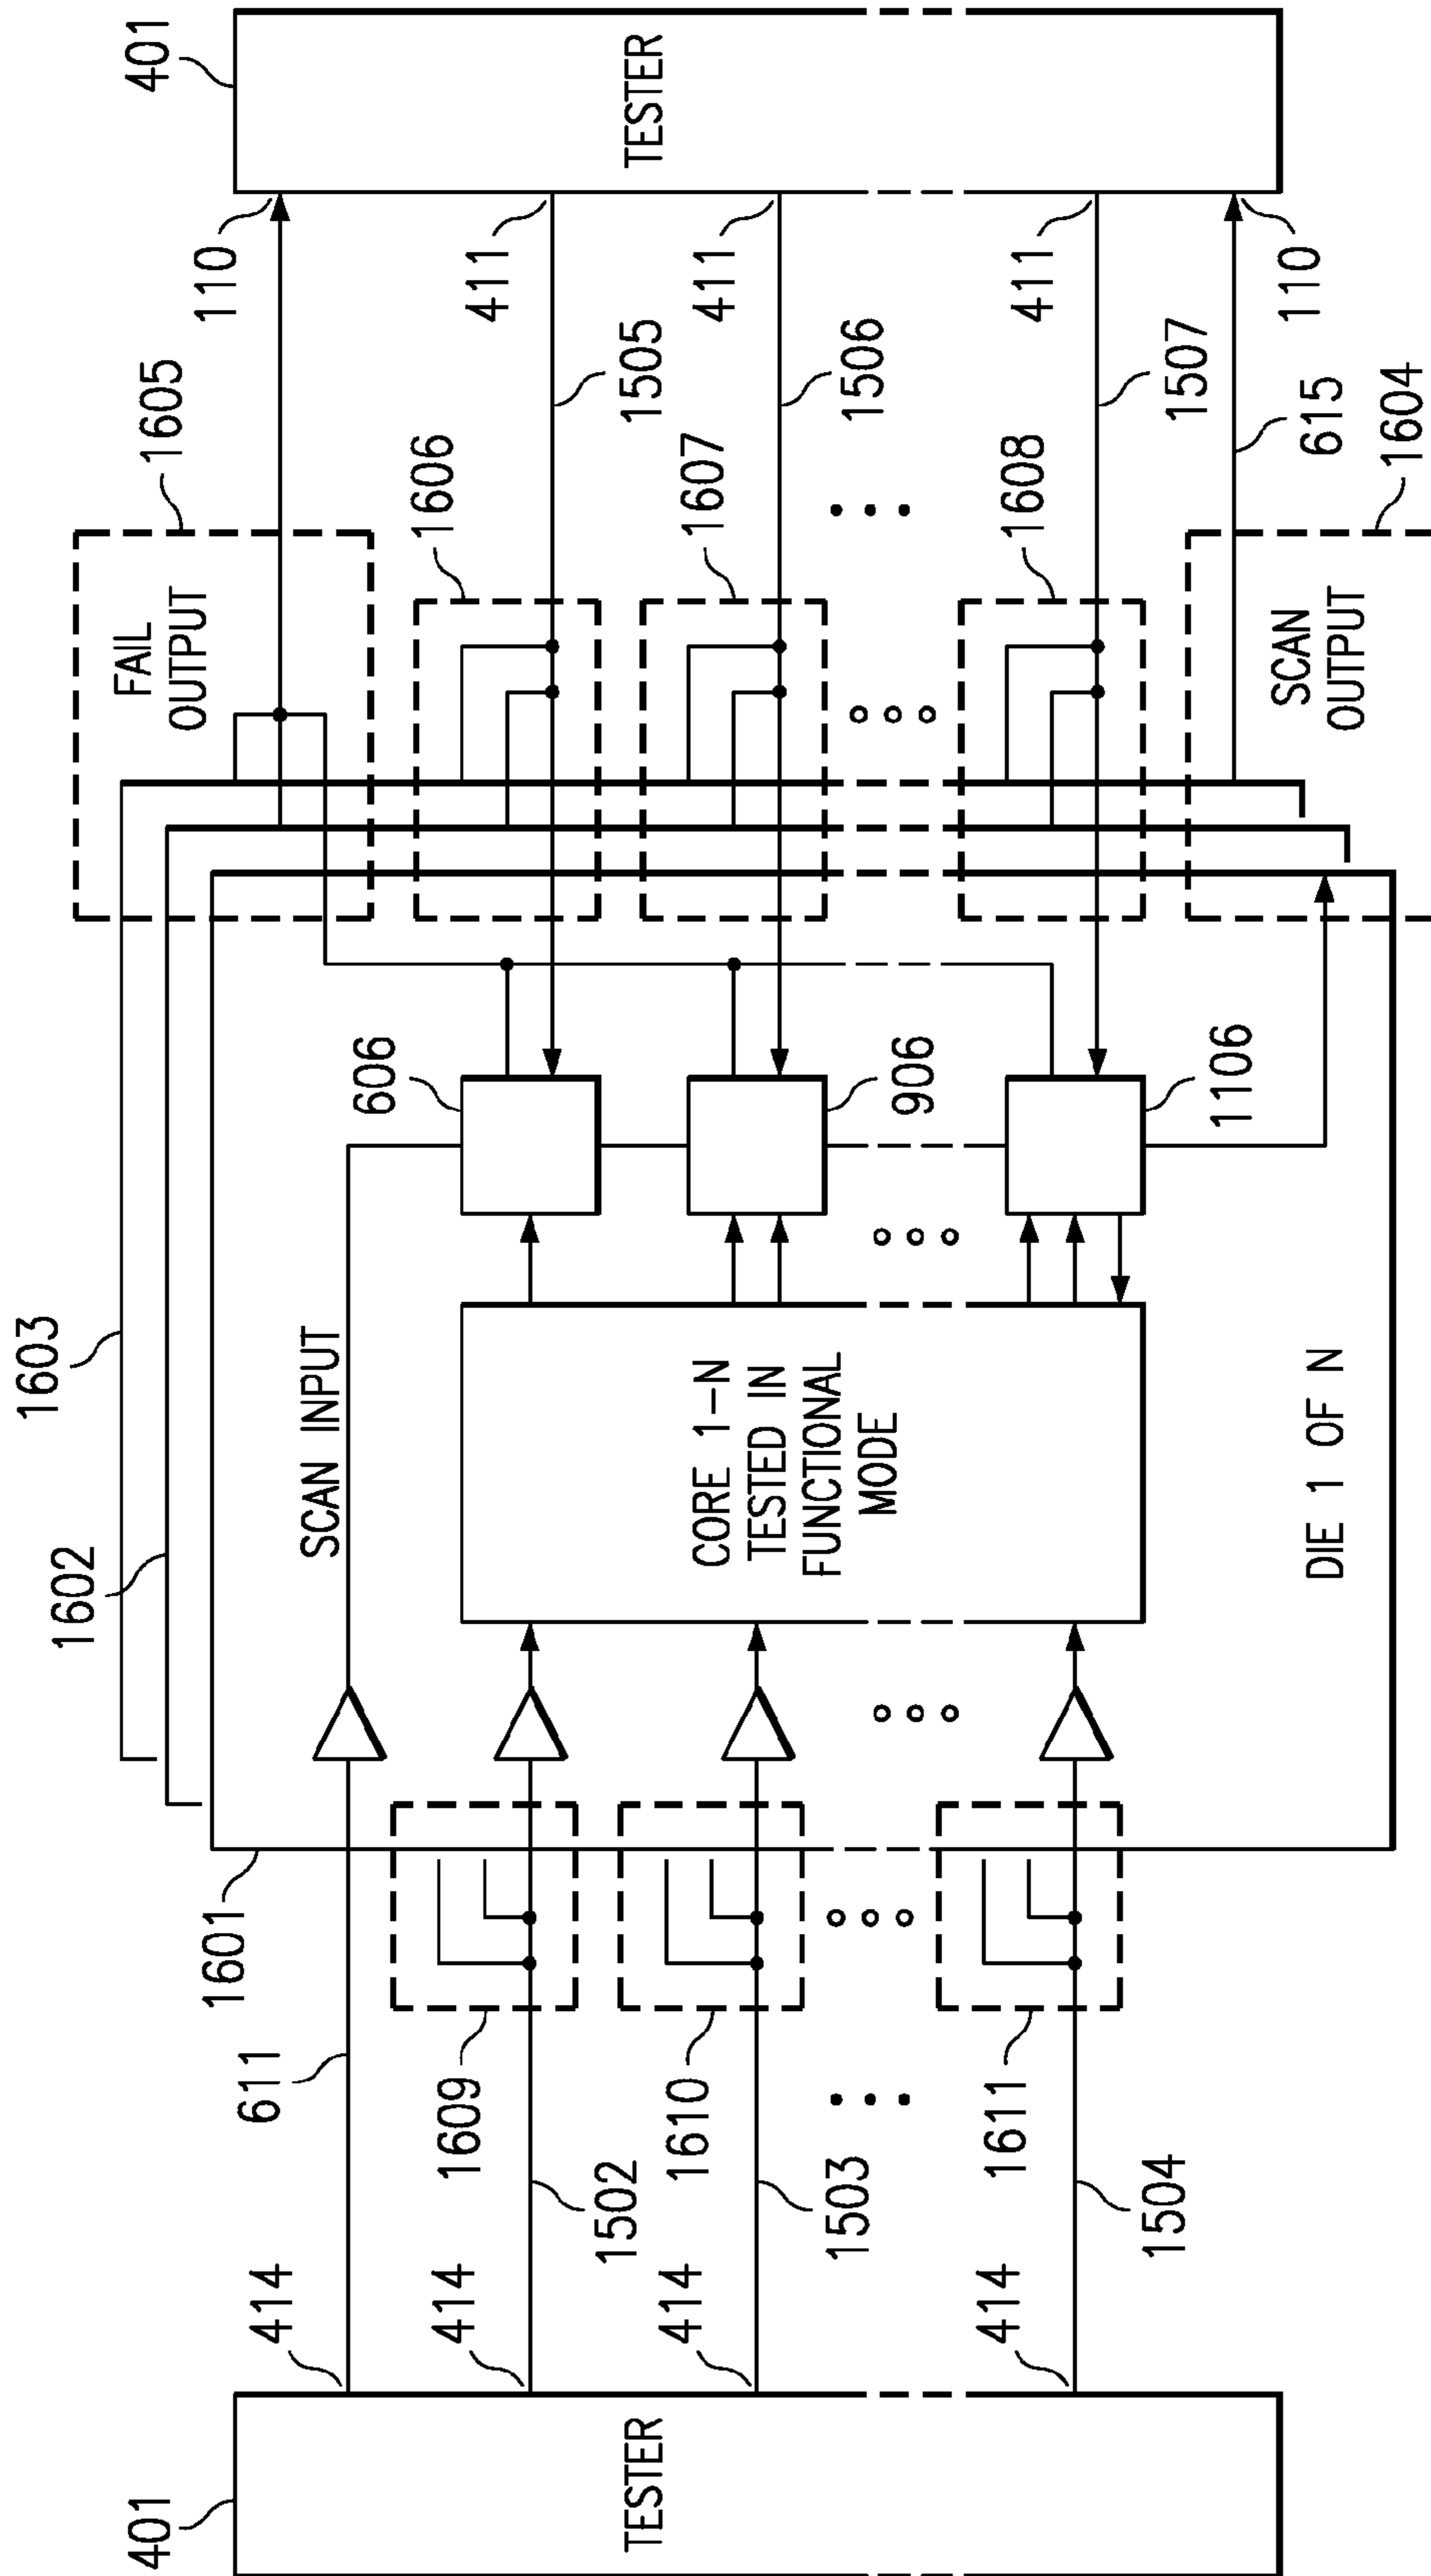 401
TESTER
414
611
414
1502
414
1503
414
1504
1609
1610
1611
1601
1602
1603
SCAN INPUT
CORE 1-N
TESTED IN
FUNCTIONAL
MODE
DIE 1 OF N
606
906
1106
FAIL
OUTPUT
1605
1606
1607
1608
SCAN
OUTPUT
1604
110
411
1505
411
1506
411
1507
615
110
401
TESTER